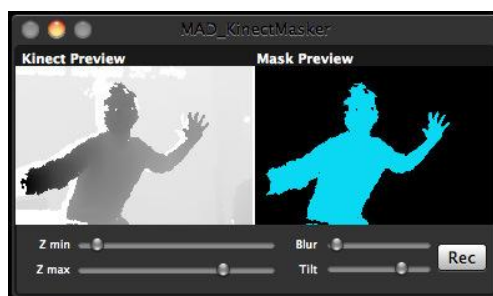 MAD_KinectMasker
Kinect Preview
Mask Preview
Z min
Blur
Rec
Z max
Tilt